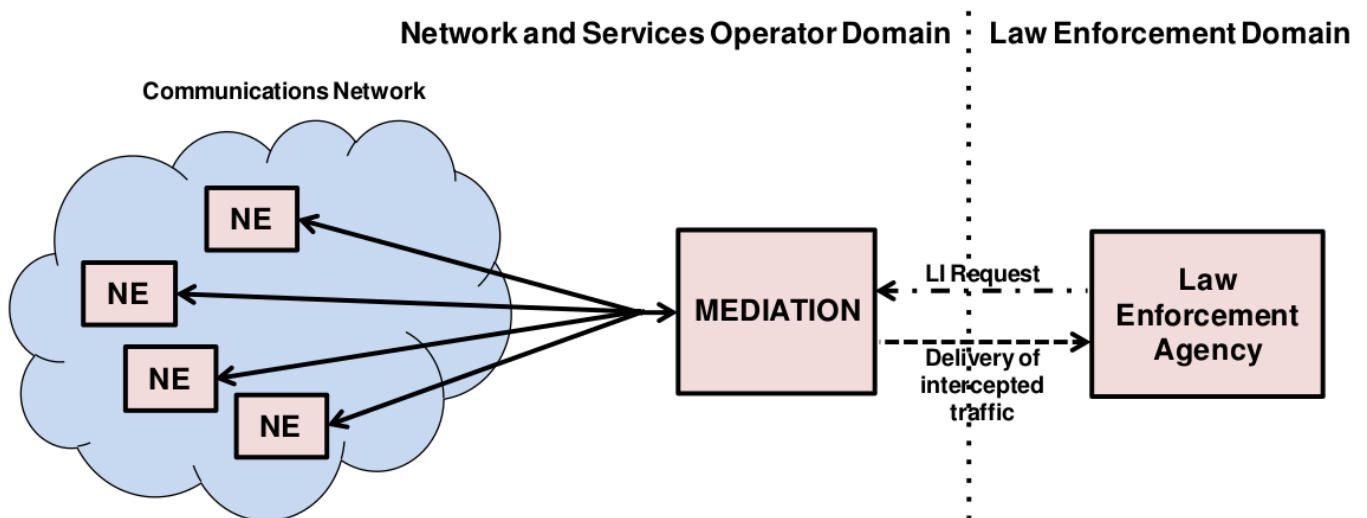 Network and Services Operator Domain
Law Enforcement Domain
Communications Network
NE
NE
NE
NE
MEDIATION
LI Request
Delivery of
intercepted
traffic
Law
Enforcement
Agency